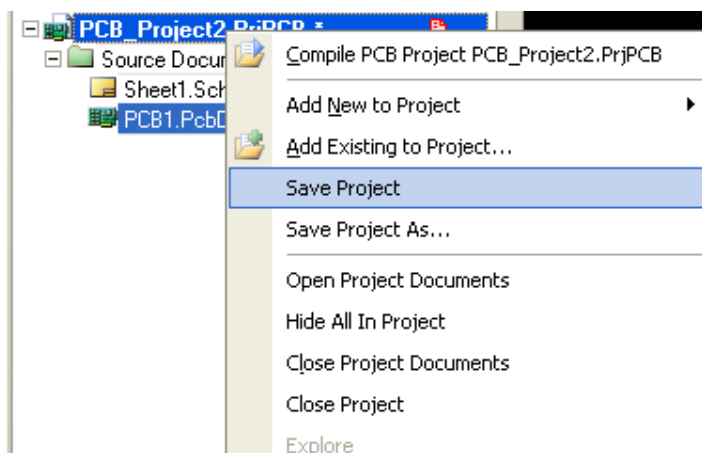 PCB_Project2.PrjPCB *
Compile PCB Project PCB_Project2.PrjPCB
Source Docur
Add New to Project
Sheet1.Sch
PCB1.PcbD
Add Existing to Project...
Save Project
Save Project As...
Open Project Documents
Hide All In Project
Close Project Documents
Close Project
Explore